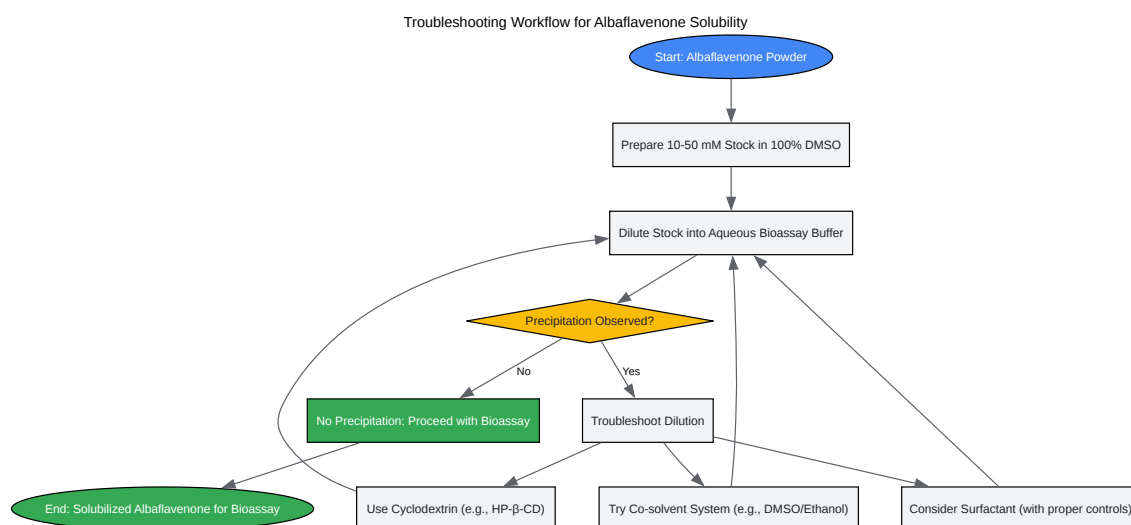 Troubleshooting Workflow for Albaflavenone Solubility
Start: Albaflavenone Powder
Prepare 10-50 mM Stock in 100% DMSO
Dilute Stock into Aqueous Bioassay Buffer
Precipitation Observed?
No
Yes
No Precipitation: Proceed with Bioassay
Troubleshoot Dilution
End: Solubilized Albaflavenone for Bioassay
Use Cyclodextrin (e.g., HP-β-CD)
Try Co-solvent System (e.g., DMSO/Ethanol)
Consider Surfactant (with proper controls)